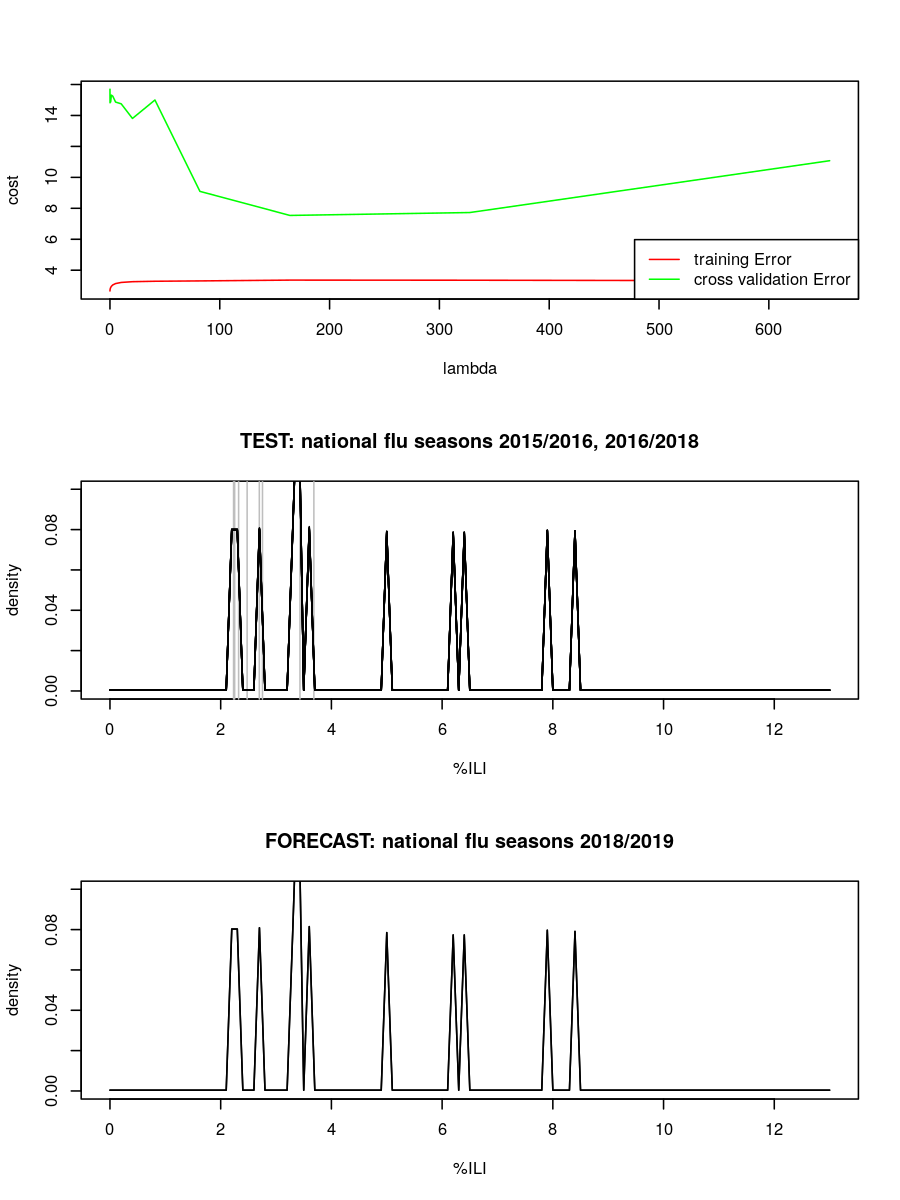 14
10
8
6
4
cost
training Error
cross validation Error
0 100 200 300 400 500 600
lambda
TEST: national flu seasons 2015/2016, 2016/2018
0.08
0.04
0.00
density
0 2 4 6 8 10 12
%ILI
FORECAST: national flu seasons 2018/2019
0.08
0.04
0.00
density
0 2 4 6 8 10 12
%ILI